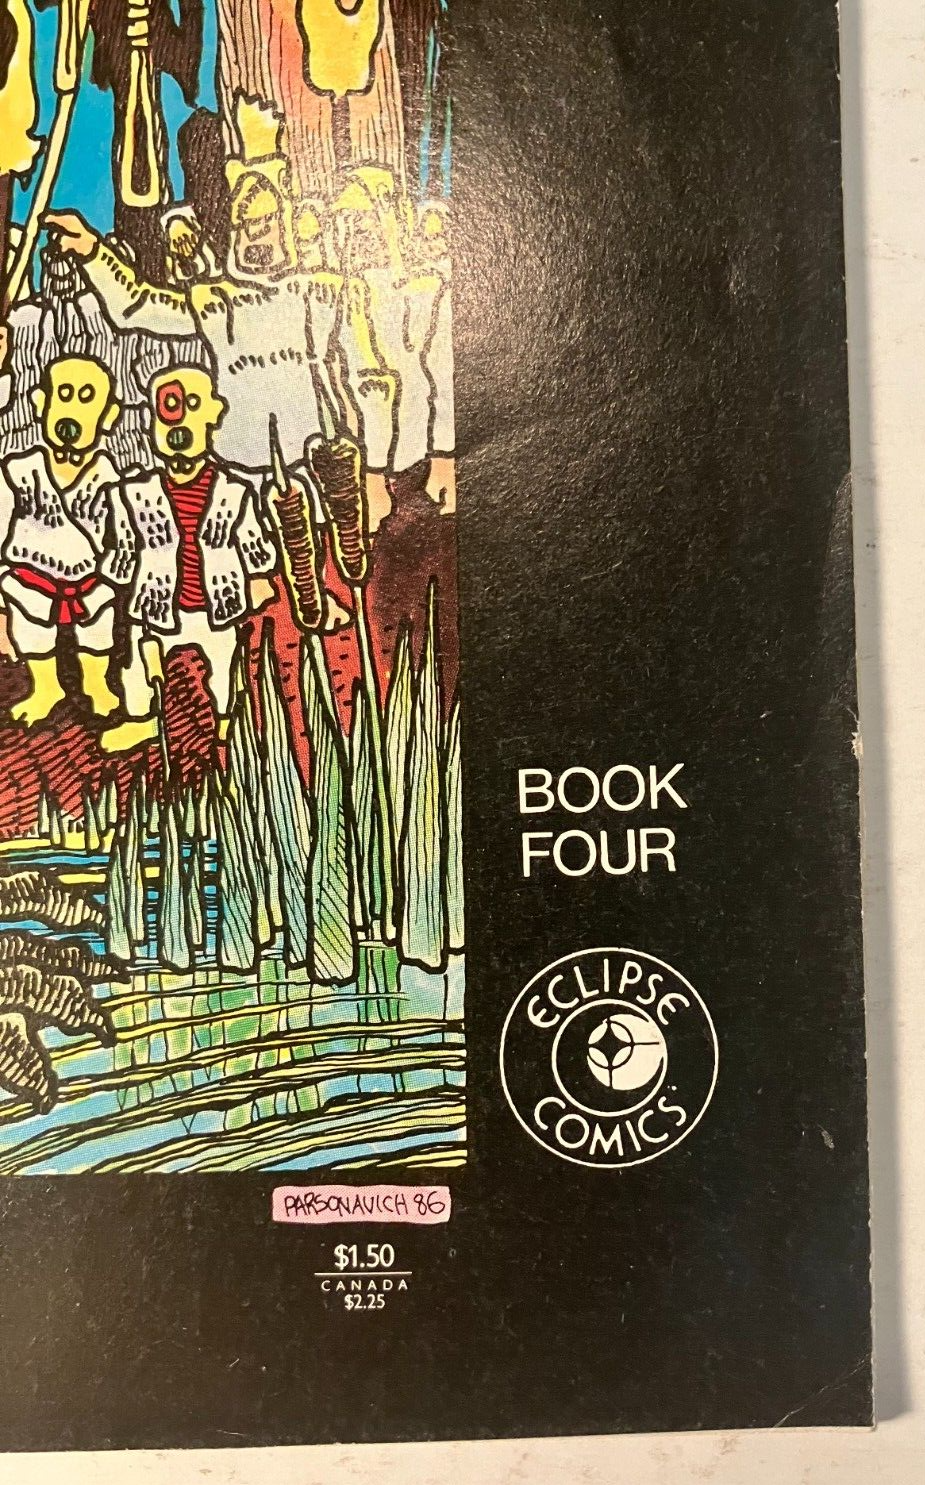 BOOK
FOUR
ECLIPSE
COMICS
PARSONAVICH 86
$1.50
CANADA
$2.25